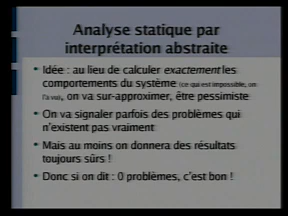 Analyse statique par
interprétation abstraite
• Idée : au lieu de calculer exactement les
comportements du système (ce qui est impossible, on
l'a vu), on va sur-approximer, être pessimiste
• On va signaler parfois des problèmes qui
n'existent pas vraiment
• Mais au moins on donnera des résultats
toujours sûrs !
• Donc si on dit : 0 problèmes, c'est bon !